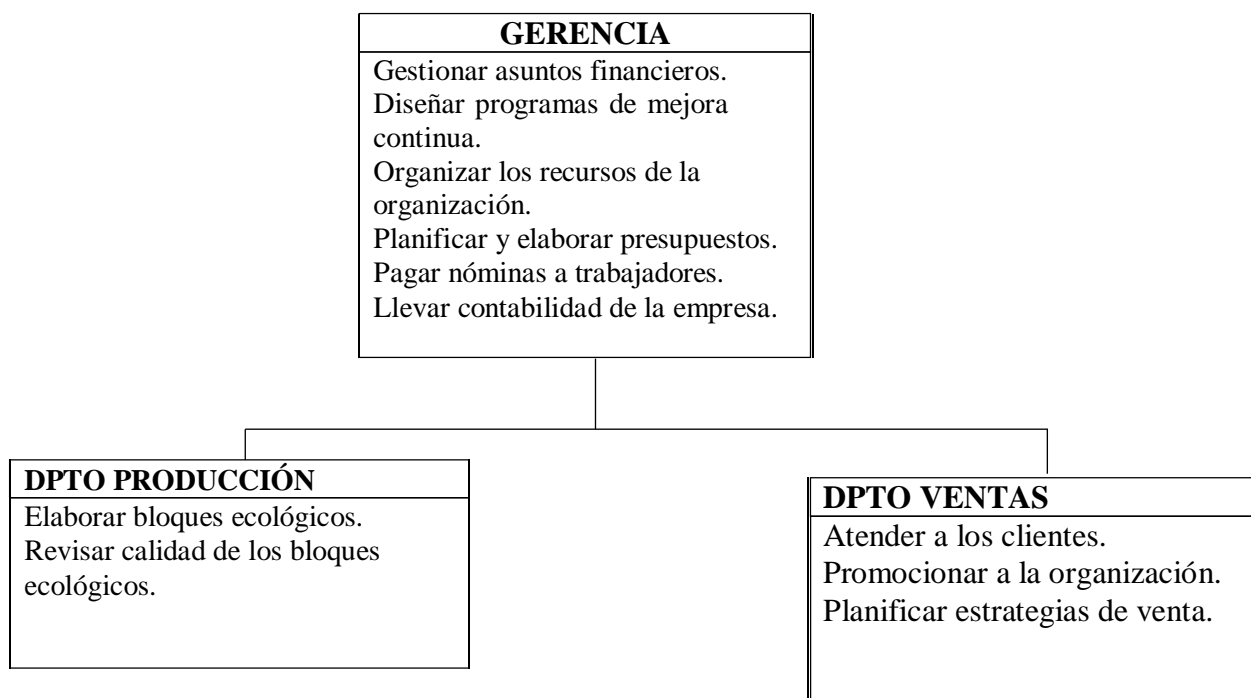 GERENCIA
Gestionar asuntos financieros.
Diseñar programas de mejora
continua.
Organizar los recursos de la
organización.
Planificar y elaborar presupuestos.
Pagar nóminas a trabajadores.
Llevar contabilidad de la empresa.
DPTO PRODUCCIÓN
Elaborar bloques ecológicos.
Revisar calidad de los bloques
ecológicos.
DPTO VENTAS
Atender a los clientes.
Promocionar a la organización.
Planificar estrategias de venta.